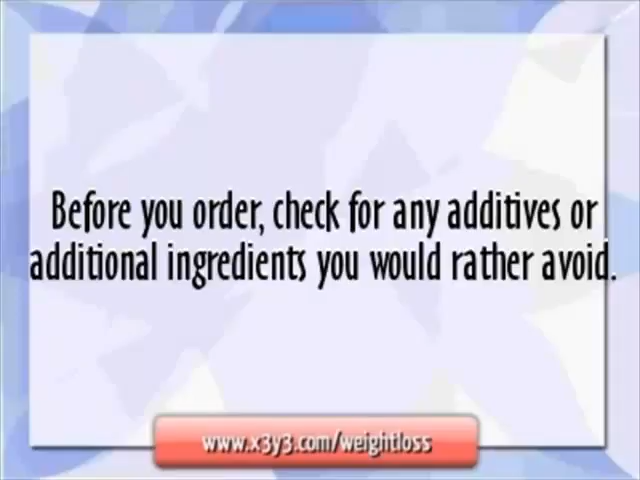 Before you order, check for any additives or
additional ingredients you would rather avoid.
www.x3y3.com/weightloss